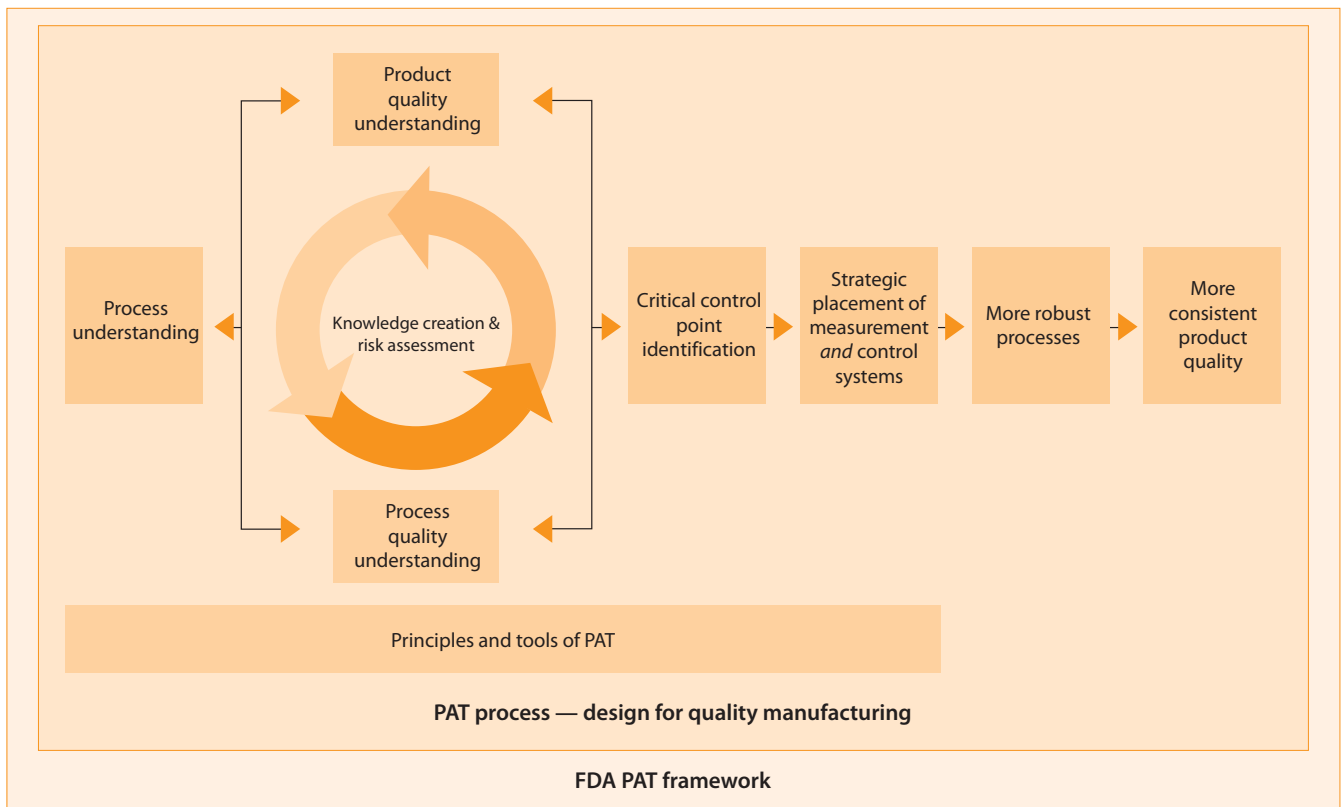 Product
quality
understanding
Process
understanding
Knowledge creation &
risk assessment
Critical control
point
identification
Strategic
placement of
measurement
and control
systems
More robust
processes
More
consistent
product
quality
Process
quality
understanding
Principles and tools of PAT
PAT process — design for quality manufacturing
FDA PAT framework